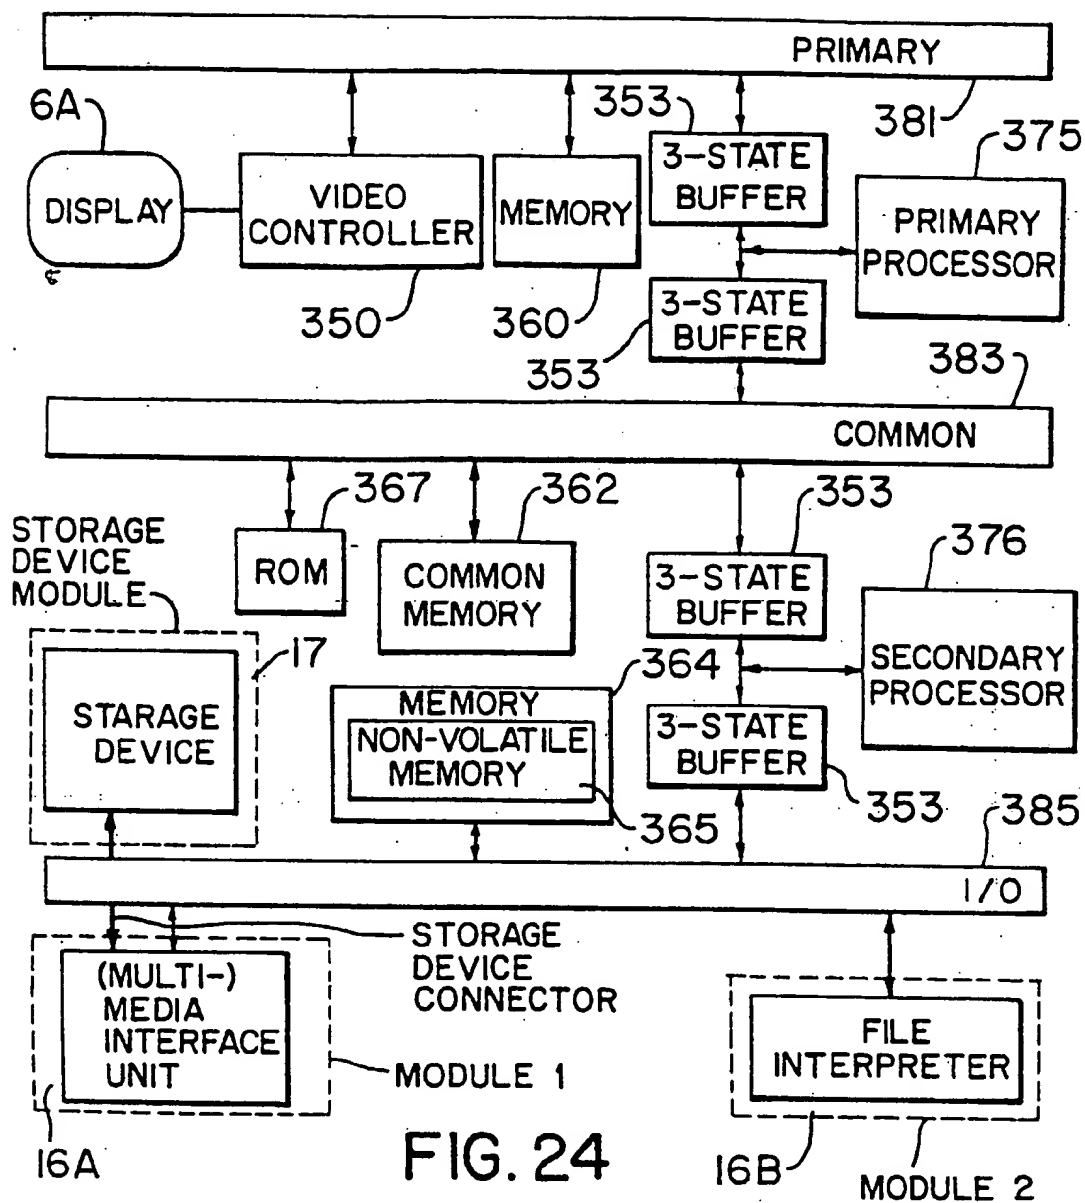 PRIMARY
381
6A
353
375
DISPLAY
VIDEO
CONTROLLER
MEMORY
3-STATE
BUFFER
PRIMARY
PROCESSOR
350
360
3-STATE
BUFFER
353
383
COMMON
367
362
353
376
STORAGE
DEVICE
MODULE
ROM
COMMON
MEMORY
3-STATE
BUFFER
17
364
SECONDARY
PROCESSOR
STARAGE
DEVICE
MEMORY
NON-VOLATILE
MEMORY
3-STATE
BUFFER
365
353
385
I/O
STORAGE
DEVICE
CONNECTOR
(MULTI-)
MEDIA
INTERFACE
UNIT
FILE
INTERPRETER
MODULE 1
16A
FIG. 24
16B
MODULE 2